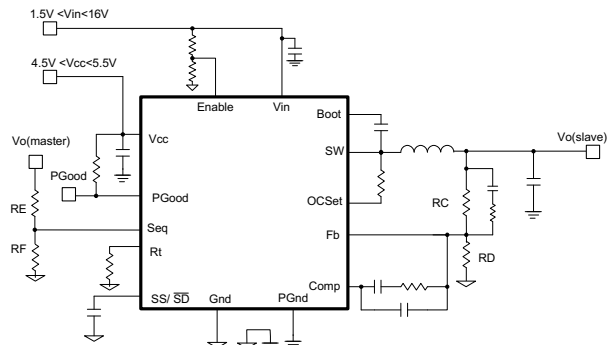 1.5V <Vin<16V
4.5V <Vcc<5.5V
Enable
Vin
Boot
Vcc
Vo(master)
SW
Vo(slave)
PGood
PGood
OCSet
RC
RE
Seq
Fb
RF
Rt
RD
Comp
SS/ SD
Gnd
PGnd